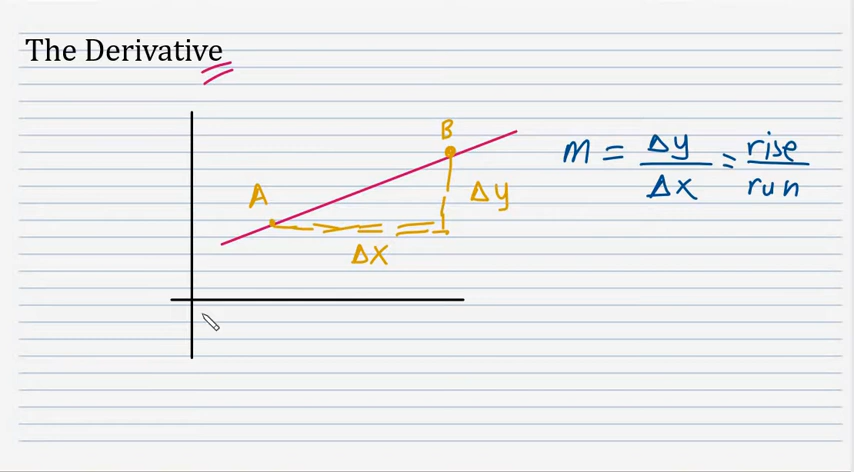 The Derivative
B
m = Δy/Δx = rise/run
A
Δy
Δx